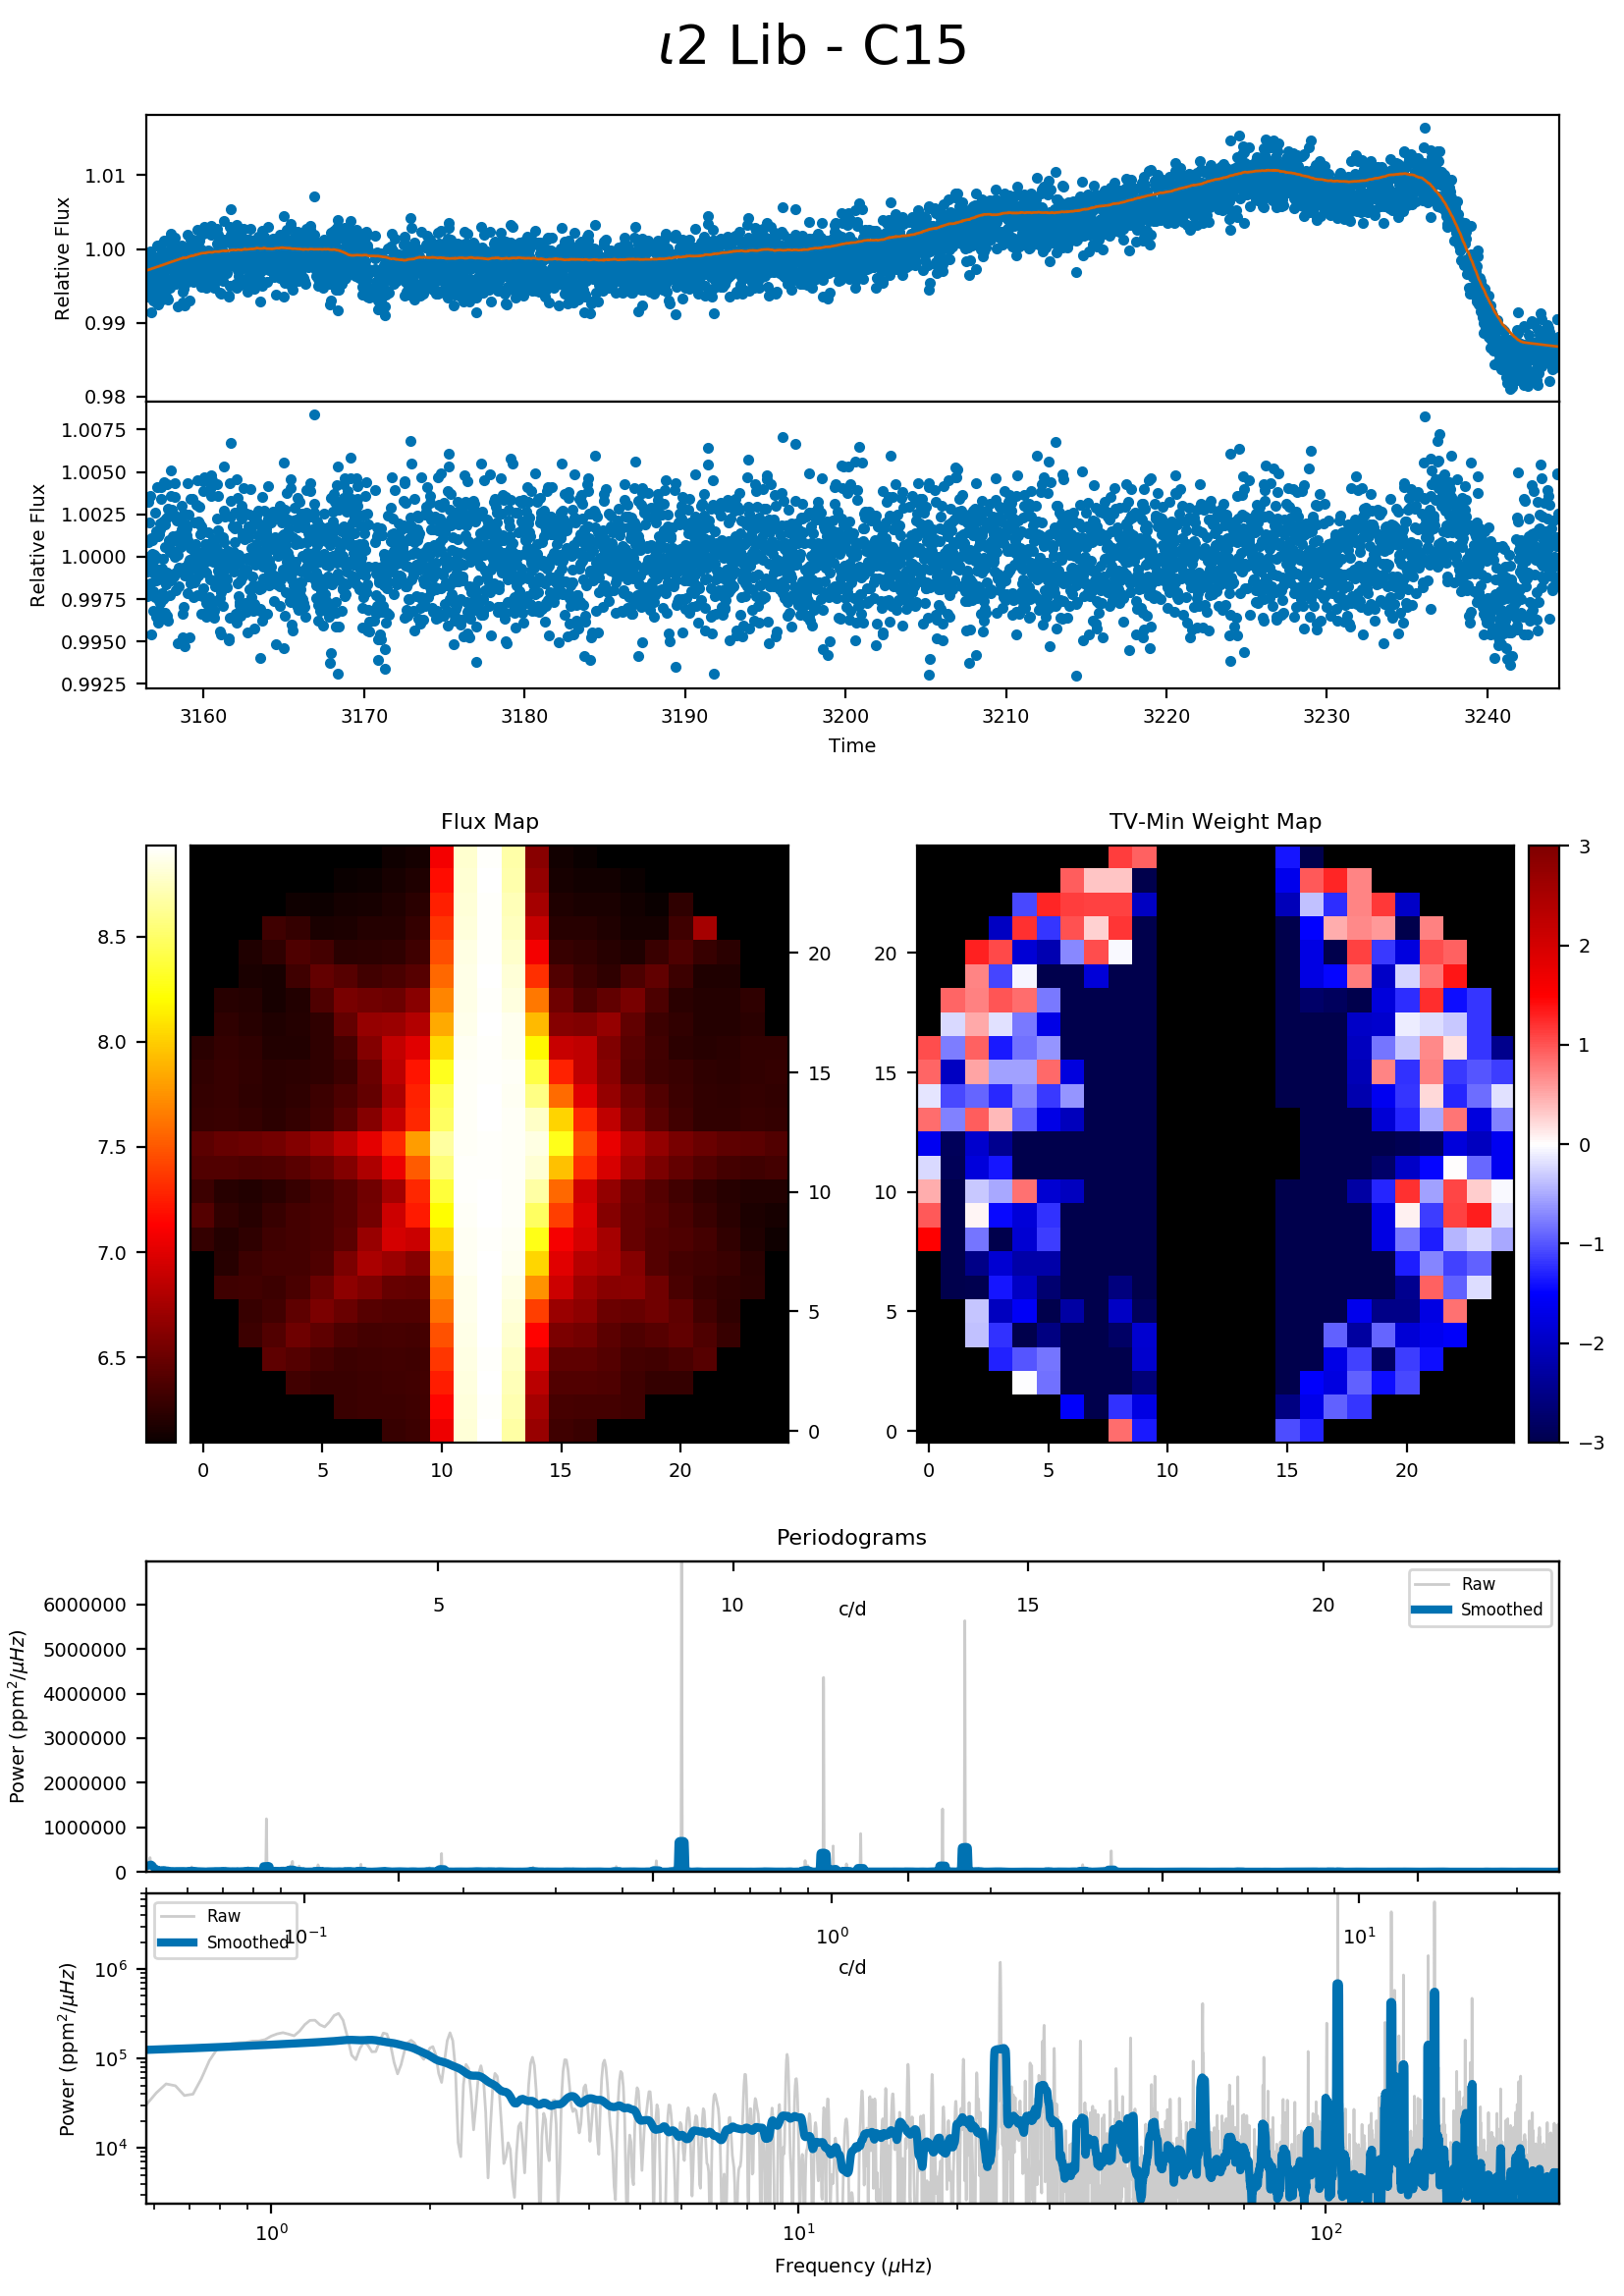 ι2 Lib - C15
Relative Flux
1.01
1.00
0.99
0.98
Relative Flux
1.0075
1.0050
1.0025
1.0000
0.9975
0.9950
0.9925
3160 3170 3180 3190 3200 3210 3220 3230 3240
Time
Flux Map
8.5
8.0
7.5
7.0
6.5
20
15
10
5
0
0 5 10 15 20
TV-Min Weight Map
20
15
10
5
0
0 5 10 15 20
3
2
1
0
−1
−2
−3
Periodograms
Power (ppm²/μHz)
6000000
5000000
4000000
3000000
2000000
1000000
0
5 10 15 20
c/d
Raw
Smoothed
Power (ppm²/μHz)
10⁶
10⁵
10⁴
Raw
Smoothed
10⁻¹ 10⁰ 10¹
c/d
10⁰ 10¹ 10²
Frequency (μHz)